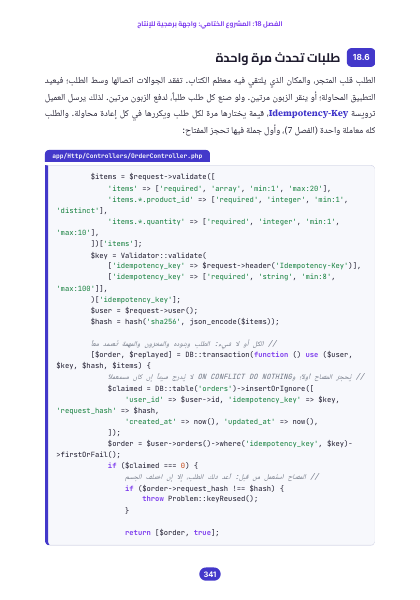 الفصل 18: المشروع الختامي: واجهة برمجية للإنتاج
18.6 طلبات تحدث مرة واحدة
الطلب قلب المتجر، والمكان الذي يلتقي فيه معظم الكتاب. تفقد الجوالات اتصالها وسط الطلب؛ فيعيد
التطبيق المحاولة؛ أو ينقر الزبون مرتين. ولو صنع كل طلب طلباً، لدفع الزبون مرتين. لذلك يرسل العميل
ترويسة Idempotency-Key، قيمة يختارها مرة لكل طلب ويكررها في كل إعادة محاولة. والطلب
كله معاملة واحدة (الفصل 7)، وأول جملة فيها تحجز المفتاح:
app/Http/Controllers/OrderController.php
$items = $request->validate([
'items' => ['required', 'array', 'min:1', 'max:20'],
'items.*.product_id' => ['required', 'integer', 'min:1',
'distinct'],
'items.*.quantity' => ['required', 'integer', 'min:1',
'max:10'],
])['items'];
$key = Validator::validate(
['idempotency_key' => $request->header('Idempotency-Key')],
['idempotency_key' => ['required', 'string', 'min:8',
'max:100']],
)['idempotency_key'];
$user = $request->user();
$hash = hash('sha256', json_encode($items));
// الكل أو لا شيء: الطلب وبنوده والمخزون والمهمة تُعتمد معاً
[$order, $replayed] = DB::transaction(function () use ($user,
$key, $hash, $items) {
// يُحجز المفتاح أولاً، وON CONFLICT DO NOTHING لا يُدرج شيئاً إن كان مستعملاً
$claimed = DB::table('orders')->insertOrIgnore([
'user_id' => $user->id, 'idempotency_key' => $key,
'request_hash' => $hash,
'created_at' => now(), 'updated_at' => now(),
]);
$order = $user->orders()->where('idempotency_key', $key)-
>firstOrFail();
if ($claimed === 0) {
// المفتاح استعمل من قبل: أعد ذلك الطلب، إلا إن اختلف الجسم
if ($order->request_hash !== $hash) {
throw Problem::keyReused();
}
return [$order, true];
341